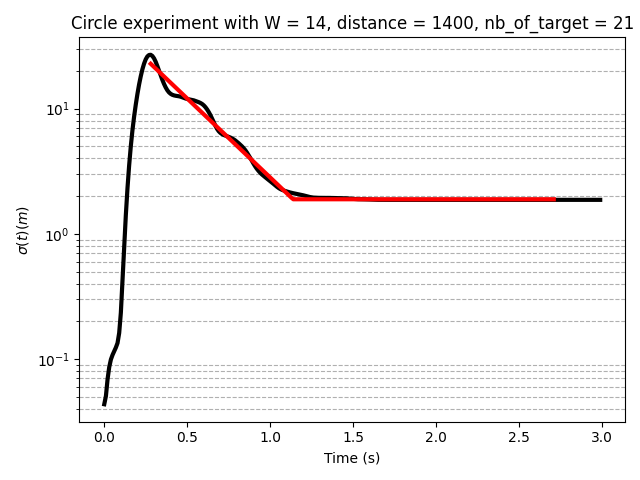 Circle experiment with W = 14, distance = 1400, nb_of_target = 21
10¹
10⁰
10⁻¹
σ(t)(m)
0.0 0.5 1.0 1.5 2.0 2.5 3.0
Time (s)